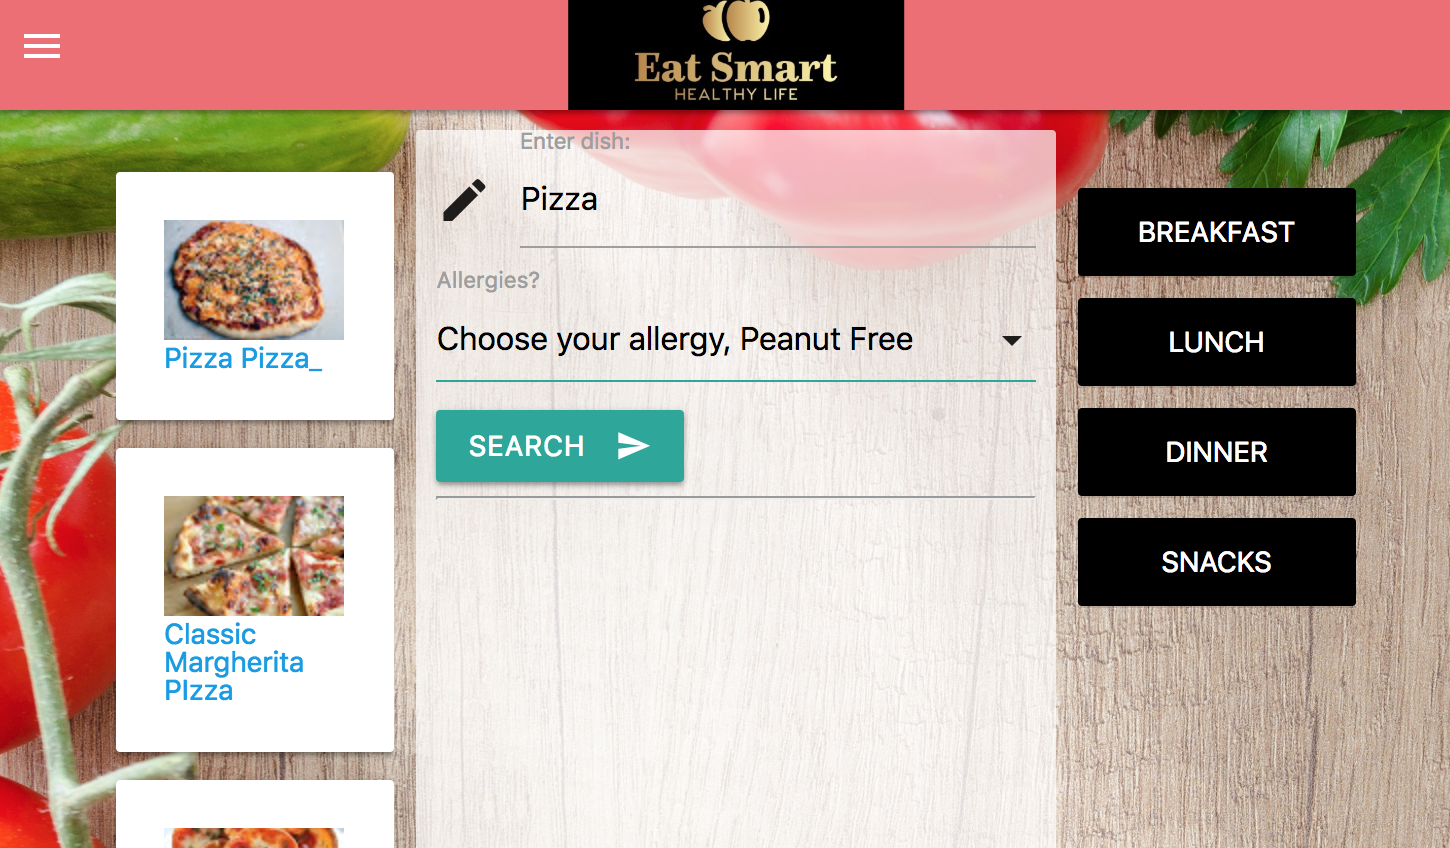 Eat Smart
HEALTHY LIFE
Enter dish:
Pizza
Allergies?
Choose your allergy, Peanut Free
SEARCH
Pizza Pizza_
Classic
Margherita
PIzza
BREAKFAST
LUNCH
DINNER
SNACKS